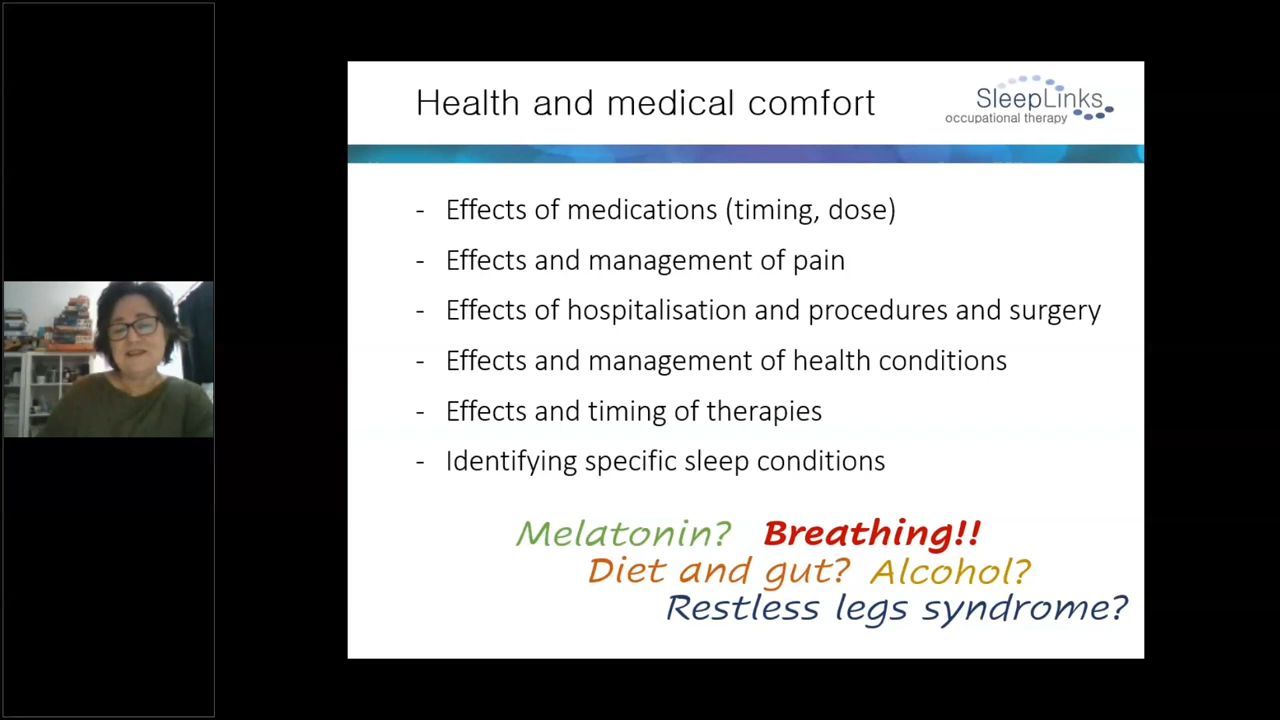 Health and medical comfort
SleepLinks
occupational therapy
- Effects of medications (timing, dose)
- Effects and management of pain
- Effects of hospitalisation and procedures and surgery
- Effects and management of health conditions
- Effects and timing of therapies
- Identifying specific sleep conditions
Melatonin? Breathing!!
Diet and gut? Alcohol?
Restless legs syndrome?